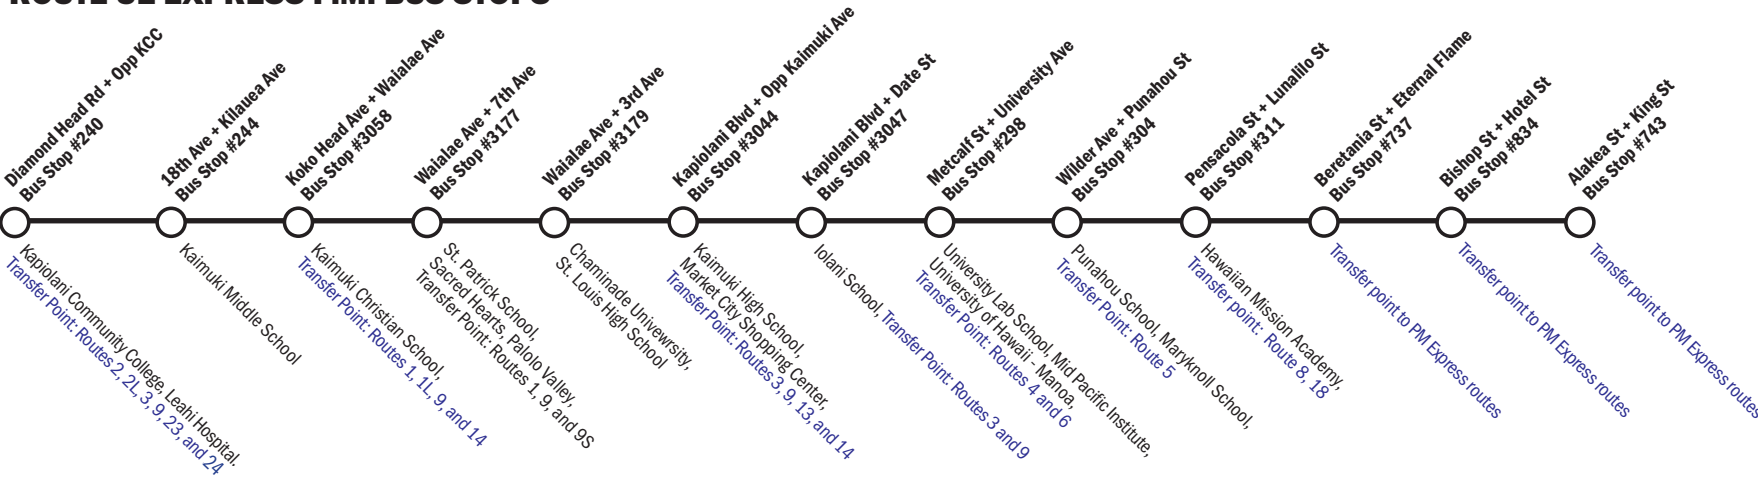 Diamond Head Rd + Opp KCC
Bus Stop #240
18th Ave + Kilauea Ave
Bus Stop #244
Koko Head Ave + Waialae Ave
Bus Stop #3058
Waialae Ave + 7th Ave
Bus Stop #3177
Waialae Ave + 3rd Ave
Bus Stop #3179
Kapiolani Blvd + Opp Kaimuki Ave
Bus Stop #3044
Kapiolani Blvd + Date St
Bus Stop #3047
Metcalf St + University Ave
Bus Stop #298
Wilder Ave + Punahou St
Bus Stop #304
Pensacola St + Lunalilo St
Bus Stop #311
Beretania St + Eternal Flame
Bus Stop #737
Bishop St + Hotel St
Bus Stop #834
Alakea St + King St
Bus Stop #743
Kapiolani Community College, Leahi Hospital.
Transfer Point: Routes 2, 2L, 3, 9, 23, and 24
Kaimuki Middle School
Kaimuki Christian School,
Transfer Point: Routes 1, 1L, 9, and 14
St. Patrick School,
Sacred Hearts, Palolo Valley,
Transfer Point: Routes 1, 9, and 9S
Chaminade Univewrsity,
St. Louis High School
Kaimuki High School,
Market City Shopping Center,
Transfer Point: Routes 3, 9, 13, and 14
Iolani School, Transfer Point: Routes 3 and 9
University Lab School, Mid Pacific Institute,
University of Hawaii - Manoa,
Transfer Point: Routes 4 and 6
Punahou School, Maryknoll School,
Transfer Point: Route 5
Hawaiian Mission Academy,
Transfer point: Route 8, 18
Transfer point to PM Express routes
Transfer point to PM Express routes
Transfer point to PM Express routes